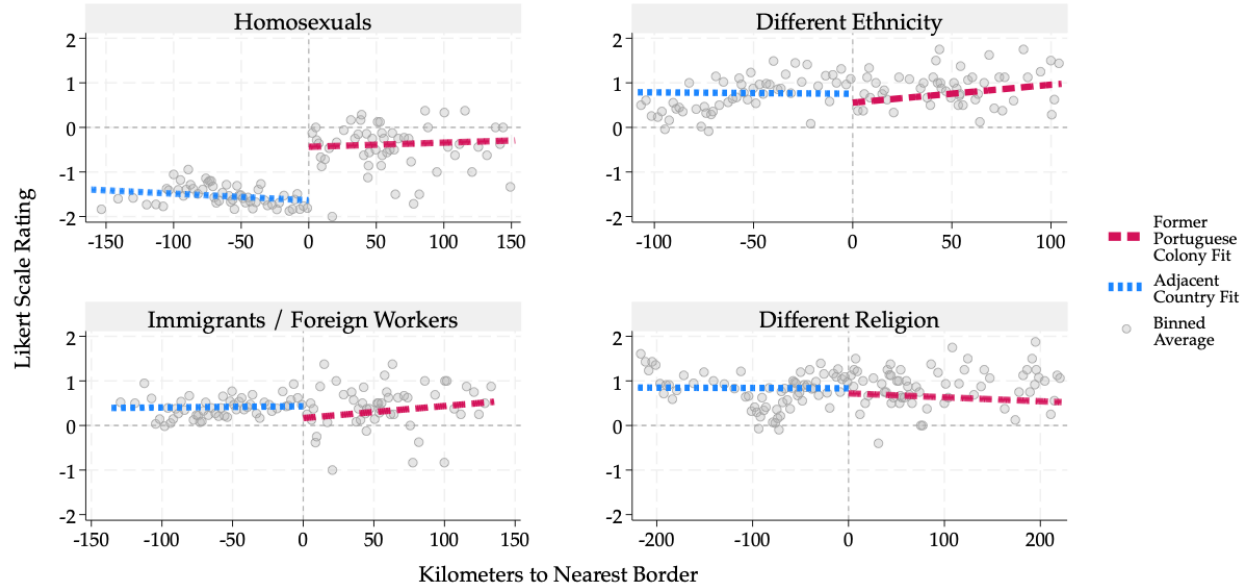 Homosexuals
Different Ethnicity
2
1
0
-1
-2
-150 -100 -50 0 50 100 150
2
1
0
-1
-2
-100 -50 0 50 100
Immigrants / Foreign Workers
Different Religion
2
1
0
-1
-2
-150 -100 -50 0 50 100 150
2
1
0
-1
-2
-200 -100 0 100 200
Likert Scale Rating
Kilometers to Nearest Border
Former
Portuguese
Colony Fit
Adjacent
Country Fit
Binned
Average